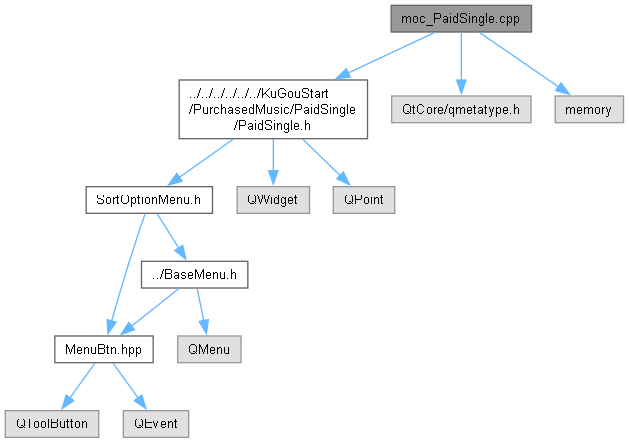 moc_PaidSingle.cpp
../../../../../../KuGouStart
/PurchasedMusic/PaidSingle
/PaidSingle.h
QtCore/qmetatype.h
memory
SortOptionMenu.h
QWidget
QPoint
../BaseMenu.h
MenuBtn.hpp
QMenu
QToolButton
QEvent